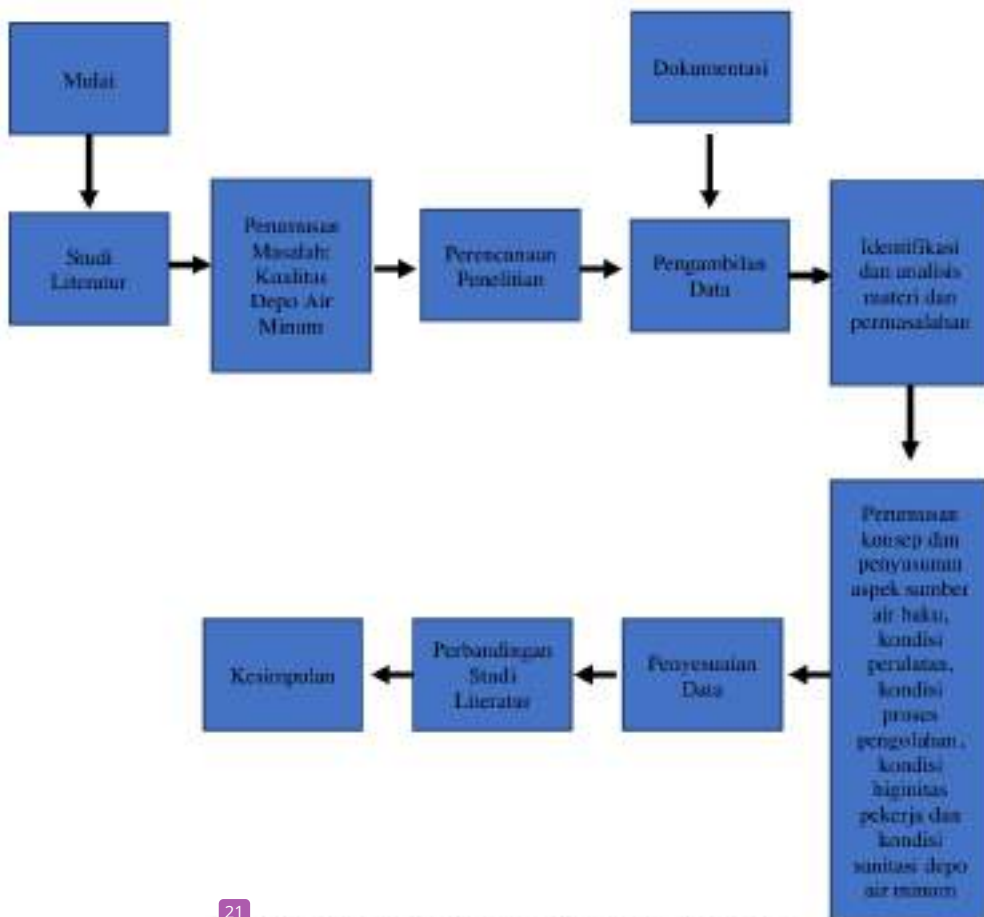 Mulai
Dokumentasi
Studi
Literatur
Perumusan
Masalah:
Kualitas
Depo Air
Minum
Perencanaan
Penelitian
Pengambilan
Data
Identifikasi
dan analisis
materi dan
permasalahan
Perumusan
konsep dan
penyusunan
aspek sumber
air baku,
kondisi
peralatan,
kondisi
proses
pengolahan,
kondisi
higinitas
pekerja dan
kondisi
sanitasi depo
air minum
Penyesuaian
Data
Perbandingan
Studi
Literatus
Kesimpulan
21